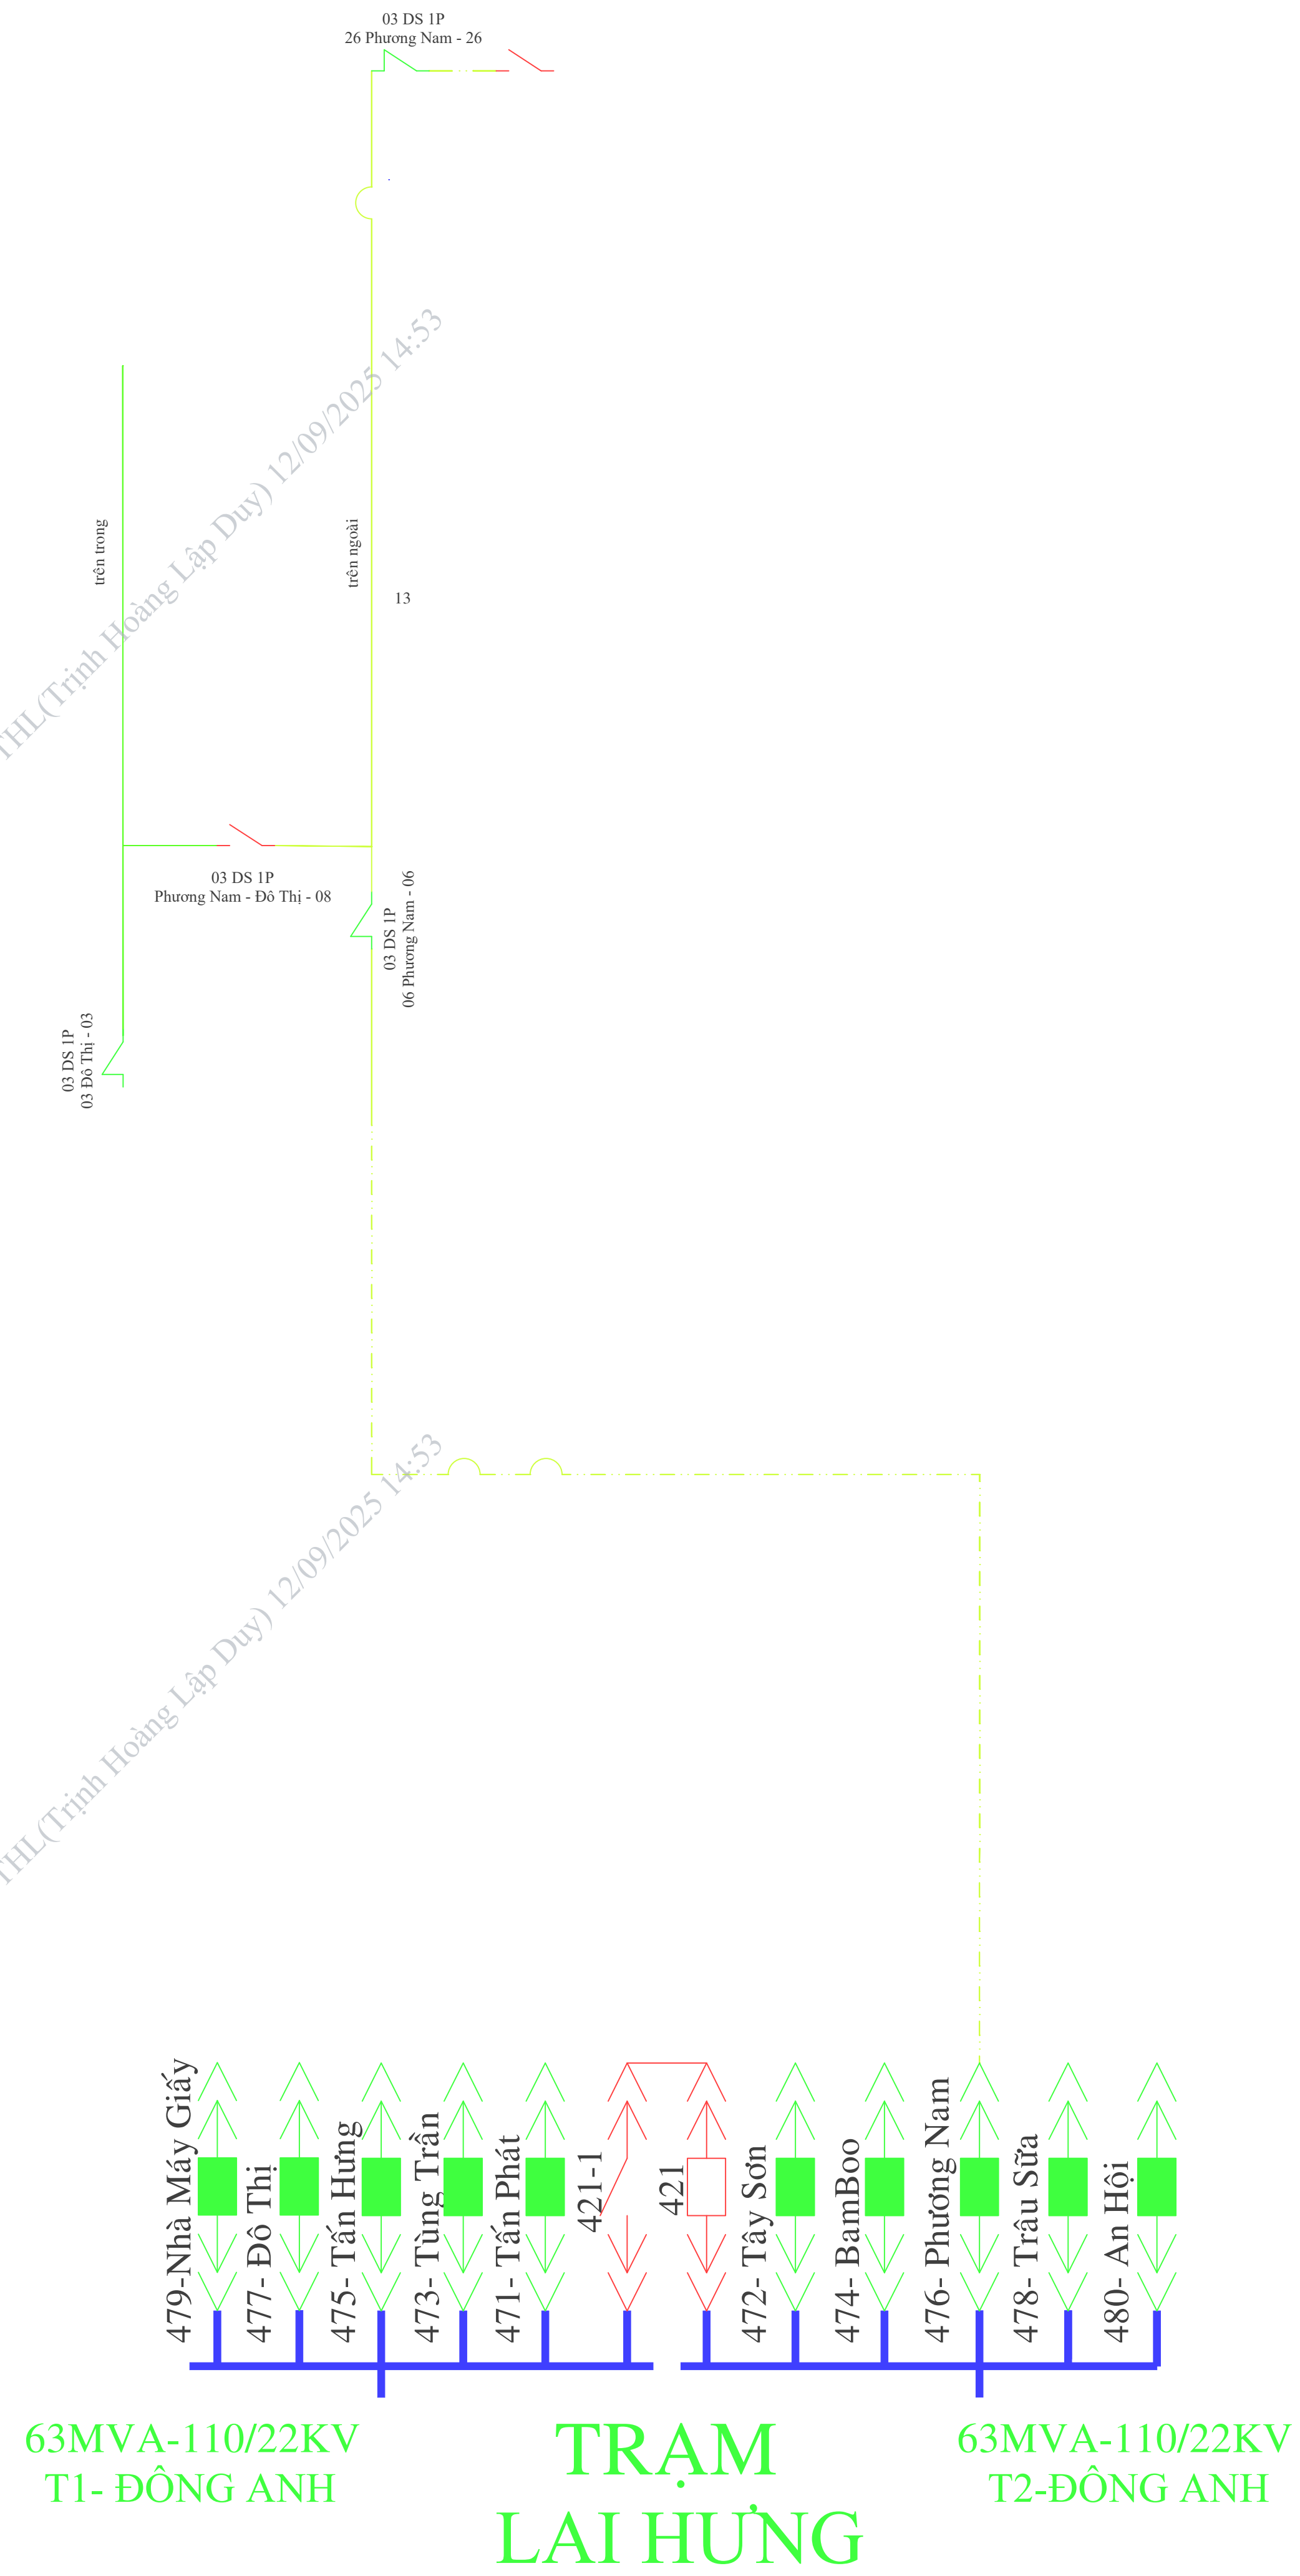 03 DS 1P
26 Phương Nam - 26
THL(Trịnh Hoàng Lập Duy) 12/09/2025 14:53
trên trong
trên ngoài
13
03 DS 1P
Phương Nam - Đô Thị - 08
03 DS 1P
06 Phương Nam - 06
03 DS 1P
03 Đô Thị - 03
THL(Trịnh Hoàng Lập Duy) 12/09/2025 14:53
479-Nhà Máy Giấy
477- Đô Thị
475- Tấn Hưng
473- Tùng Trần
471- Tấn Phát
421-1
421
472- Tây Sơn
474- BamBoo
476- Phương Nam
478- Trâu Sữa
480- An Hội
63MVA-110/22KV
T1- ĐÔNG ANH
TRẠM
LAI HƯNG
63MVA-110/22KV
T2-ĐÔNG ANH